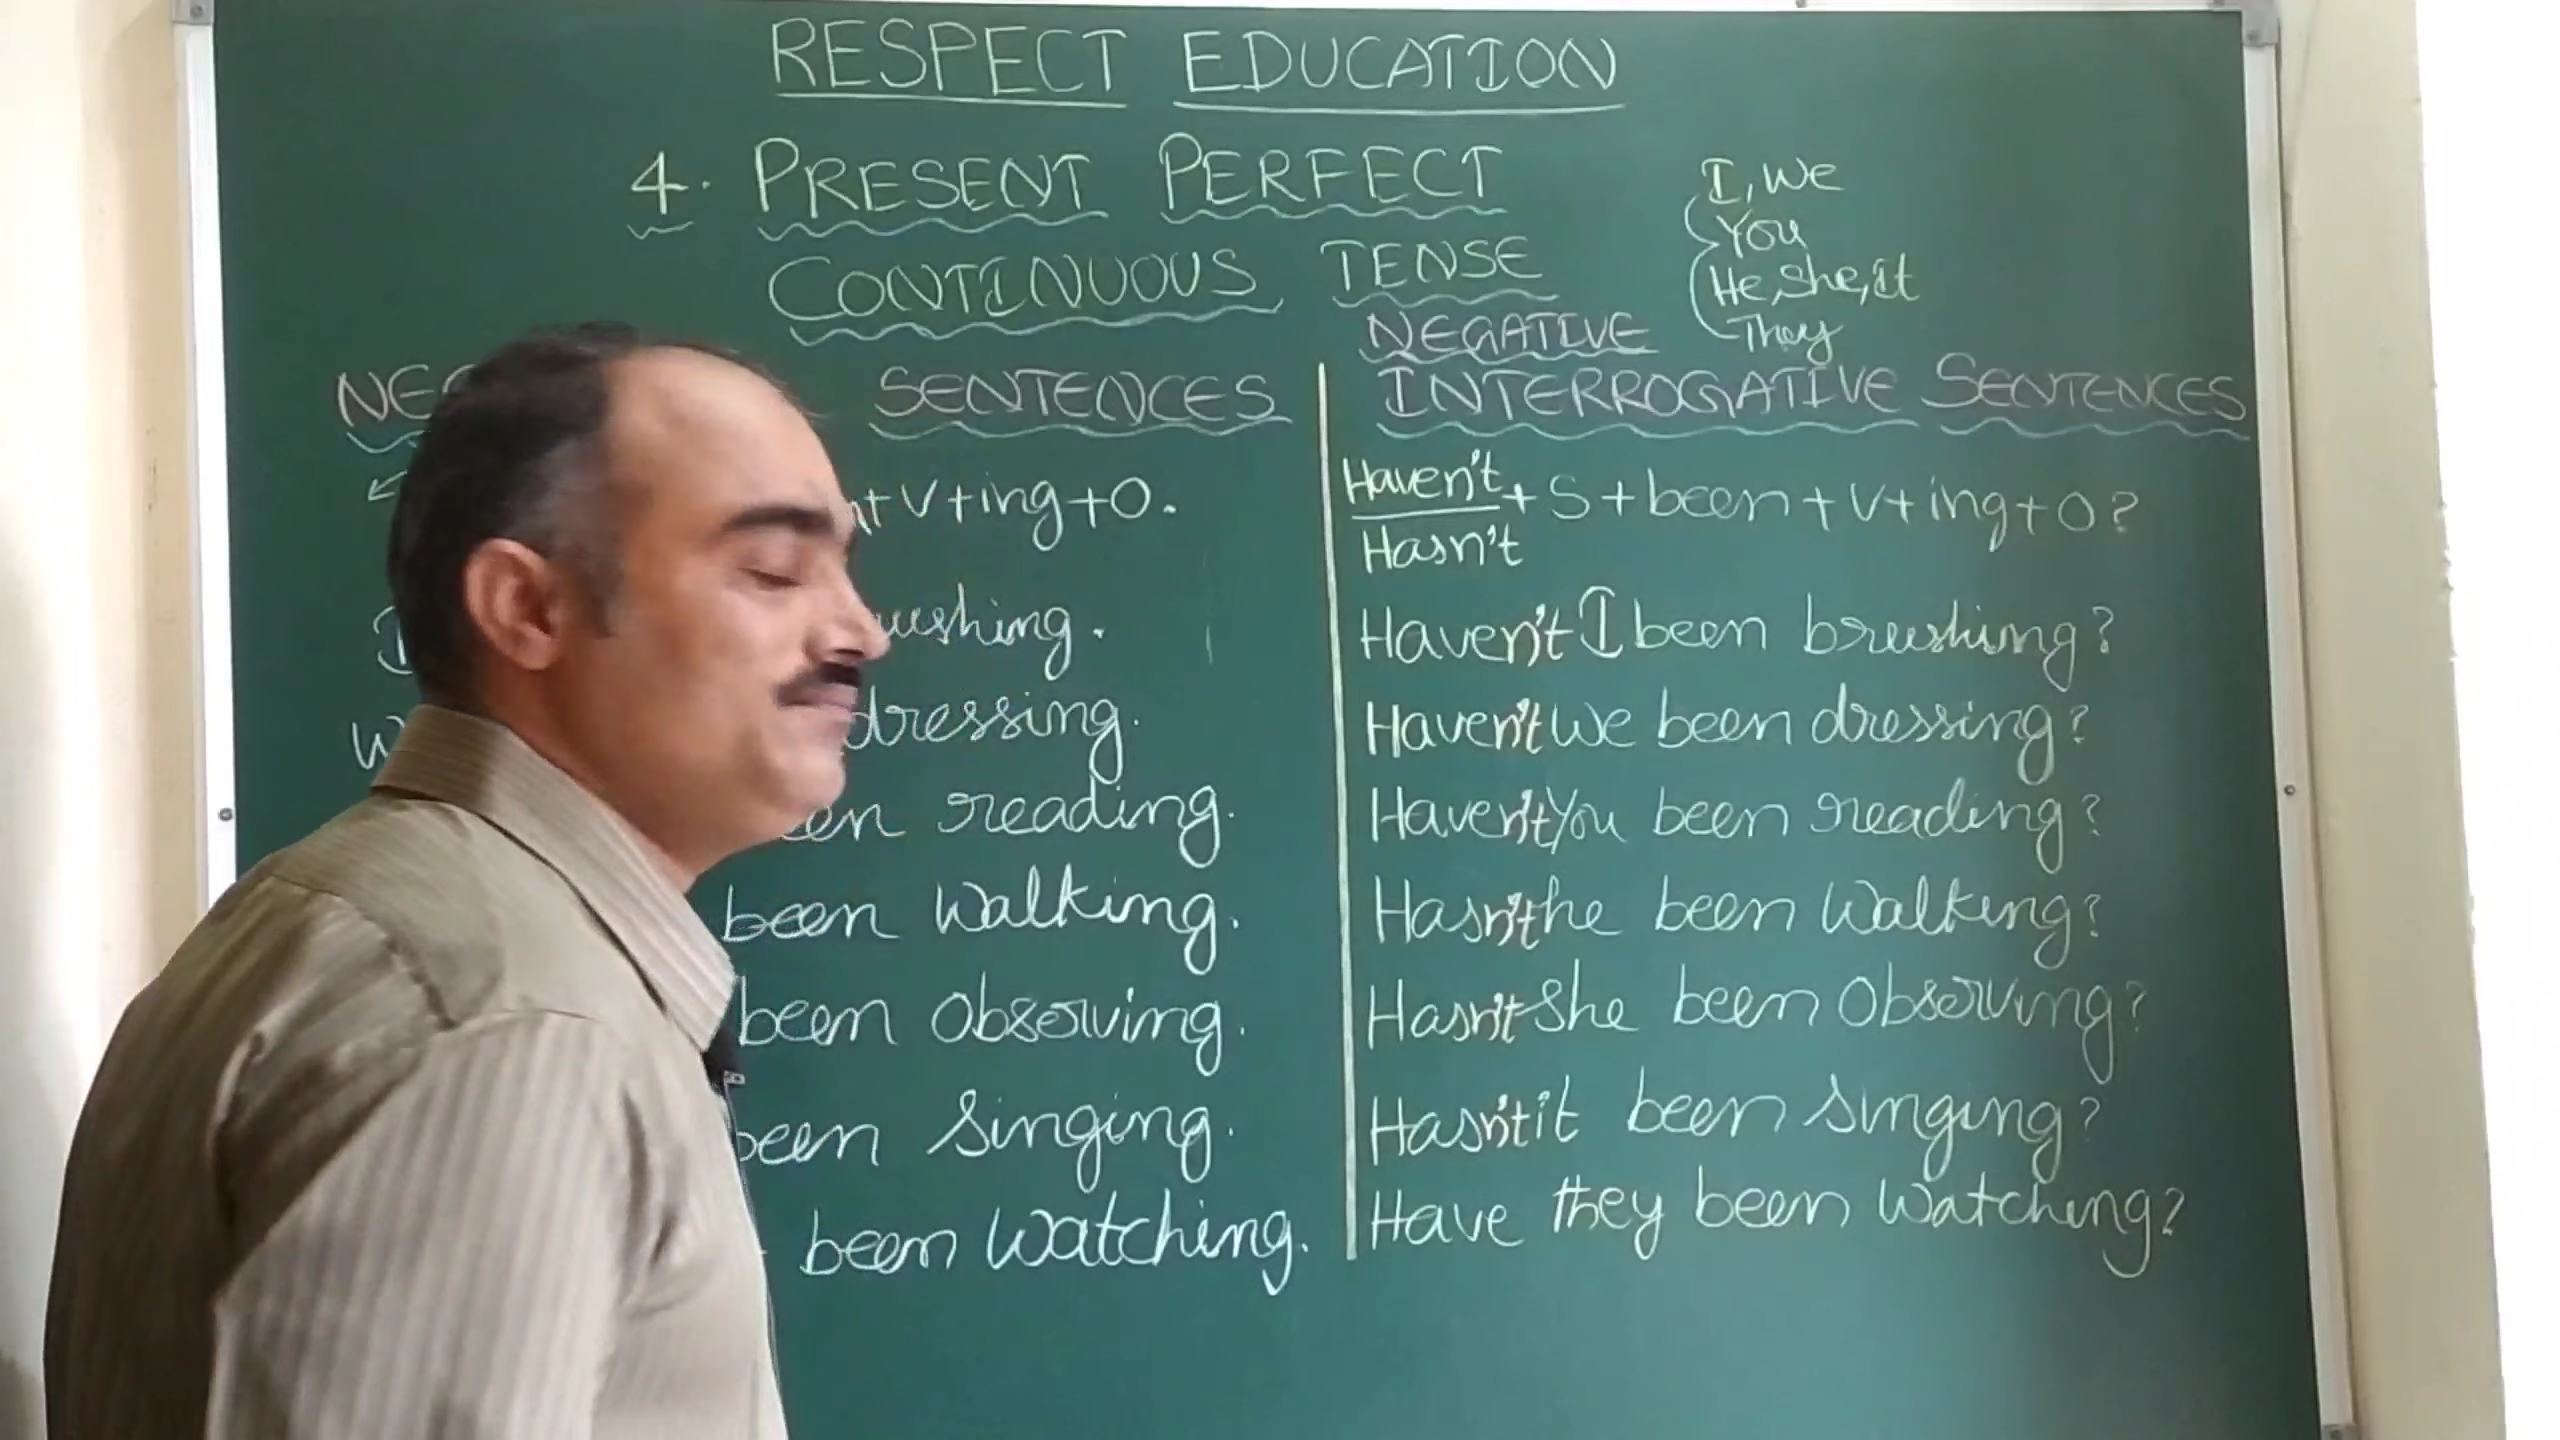 RESPECT EDUCATION
4. PRESENT PERFECT
CONTINUOUS TENSE
I, We
You
He, She, it
They
SENTENCES
+V+ing+O.
brushing.
dressing.
reading.
been Walking.
been Observing.
been Singing.
been Watching.
NEGATIVE
INTERROGATIVE SENTENCES
Haven't
Hasn't
+ S + been + V + ing + O?
Haven't I been brushing?
Haven't We been dressing?
Haven't You been reading?
Hasn't he been Walking?
Hasn't She been Observing?
Hasn't it been Singing?
Have they been Watching?